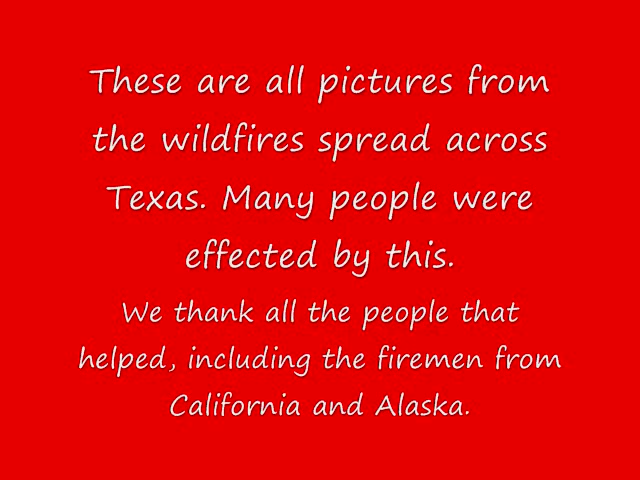 These are all pictures from
the wildfires spread across
Texas. Many people were
effected by this.
We thank all the people that
helped, including the firemen from
California and Alaska.